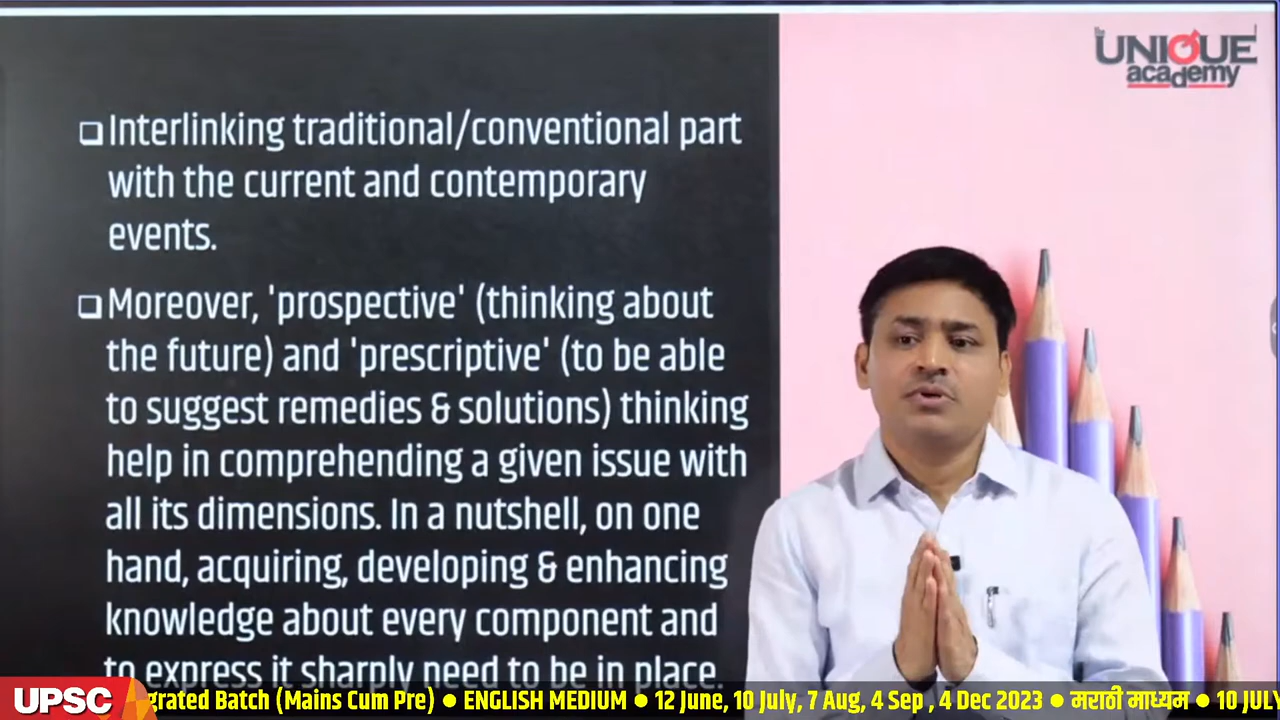 the
UNIQUE
academy
❑Interlinking traditional/conventional part
with the current and contemporary
events.
❑Moreover, 'prospective' (thinking about
the future) and 'prescriptive' (to be able
to suggest remedies & solutions) thinking
help in comprehending a given issue with
all its dimensions. In a nutshell, on one
hand, acquiring, developing & enhancing
knowledge about every component and
to express it sharply need to be in place.
UPSC
grated Batch (Mains Cum Pre) ● ENGLISH MEDIUM ● 12 June, 10 July, 7 Aug, 4 Sep , 4 Dec 2023 ● मराठी माध्यम ● 10 JULY